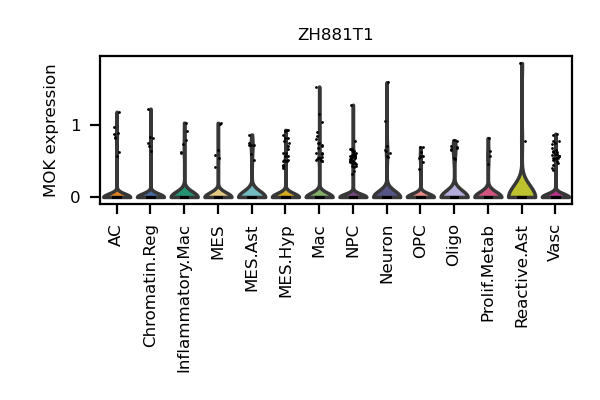 ZH881T1
MOK expression
1
0
AC
Chromatin.Reg
Inflammatory.Mac
MES
MES.Ast
MES.Hyp
Mac
NPC
Neuron
OPC
Oligo
Prolif.Metab
Reactive.Ast
Vasc